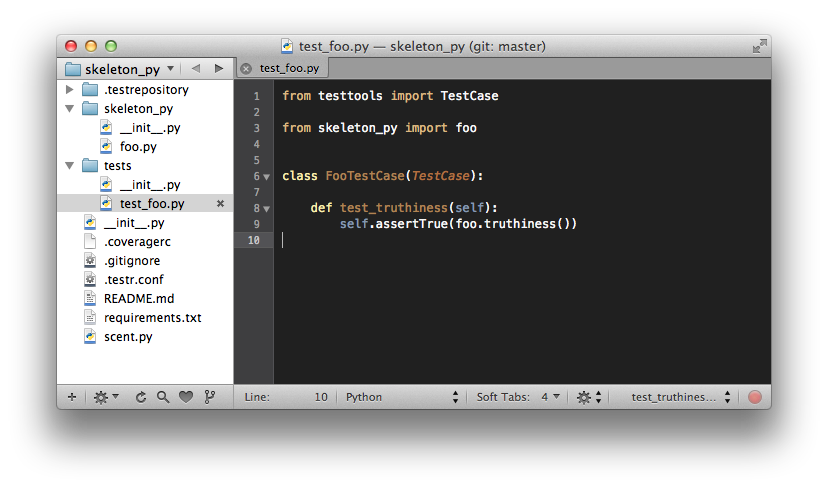 test_foo.py — skeleton_py (git: master)
skeleton_py
test_foo.py
.testrepository
skeleton_py
__init__.py
foo.py
tests
__init__.py
test_foo.py
__init__.py
.coveragerc
.gitignore
.testr.conf
README.md
requirements.txt
scent.py
1 from testtools import TestCase
2
3 from skeleton_py import foo
4
5
6 class FooTestCase(TestCase):
7
8     def test_truthiness(self):
9         self.assertTrue(foo.truthiness())
10
Line: 10 Python Soft Tabs: 4 test_truthines...